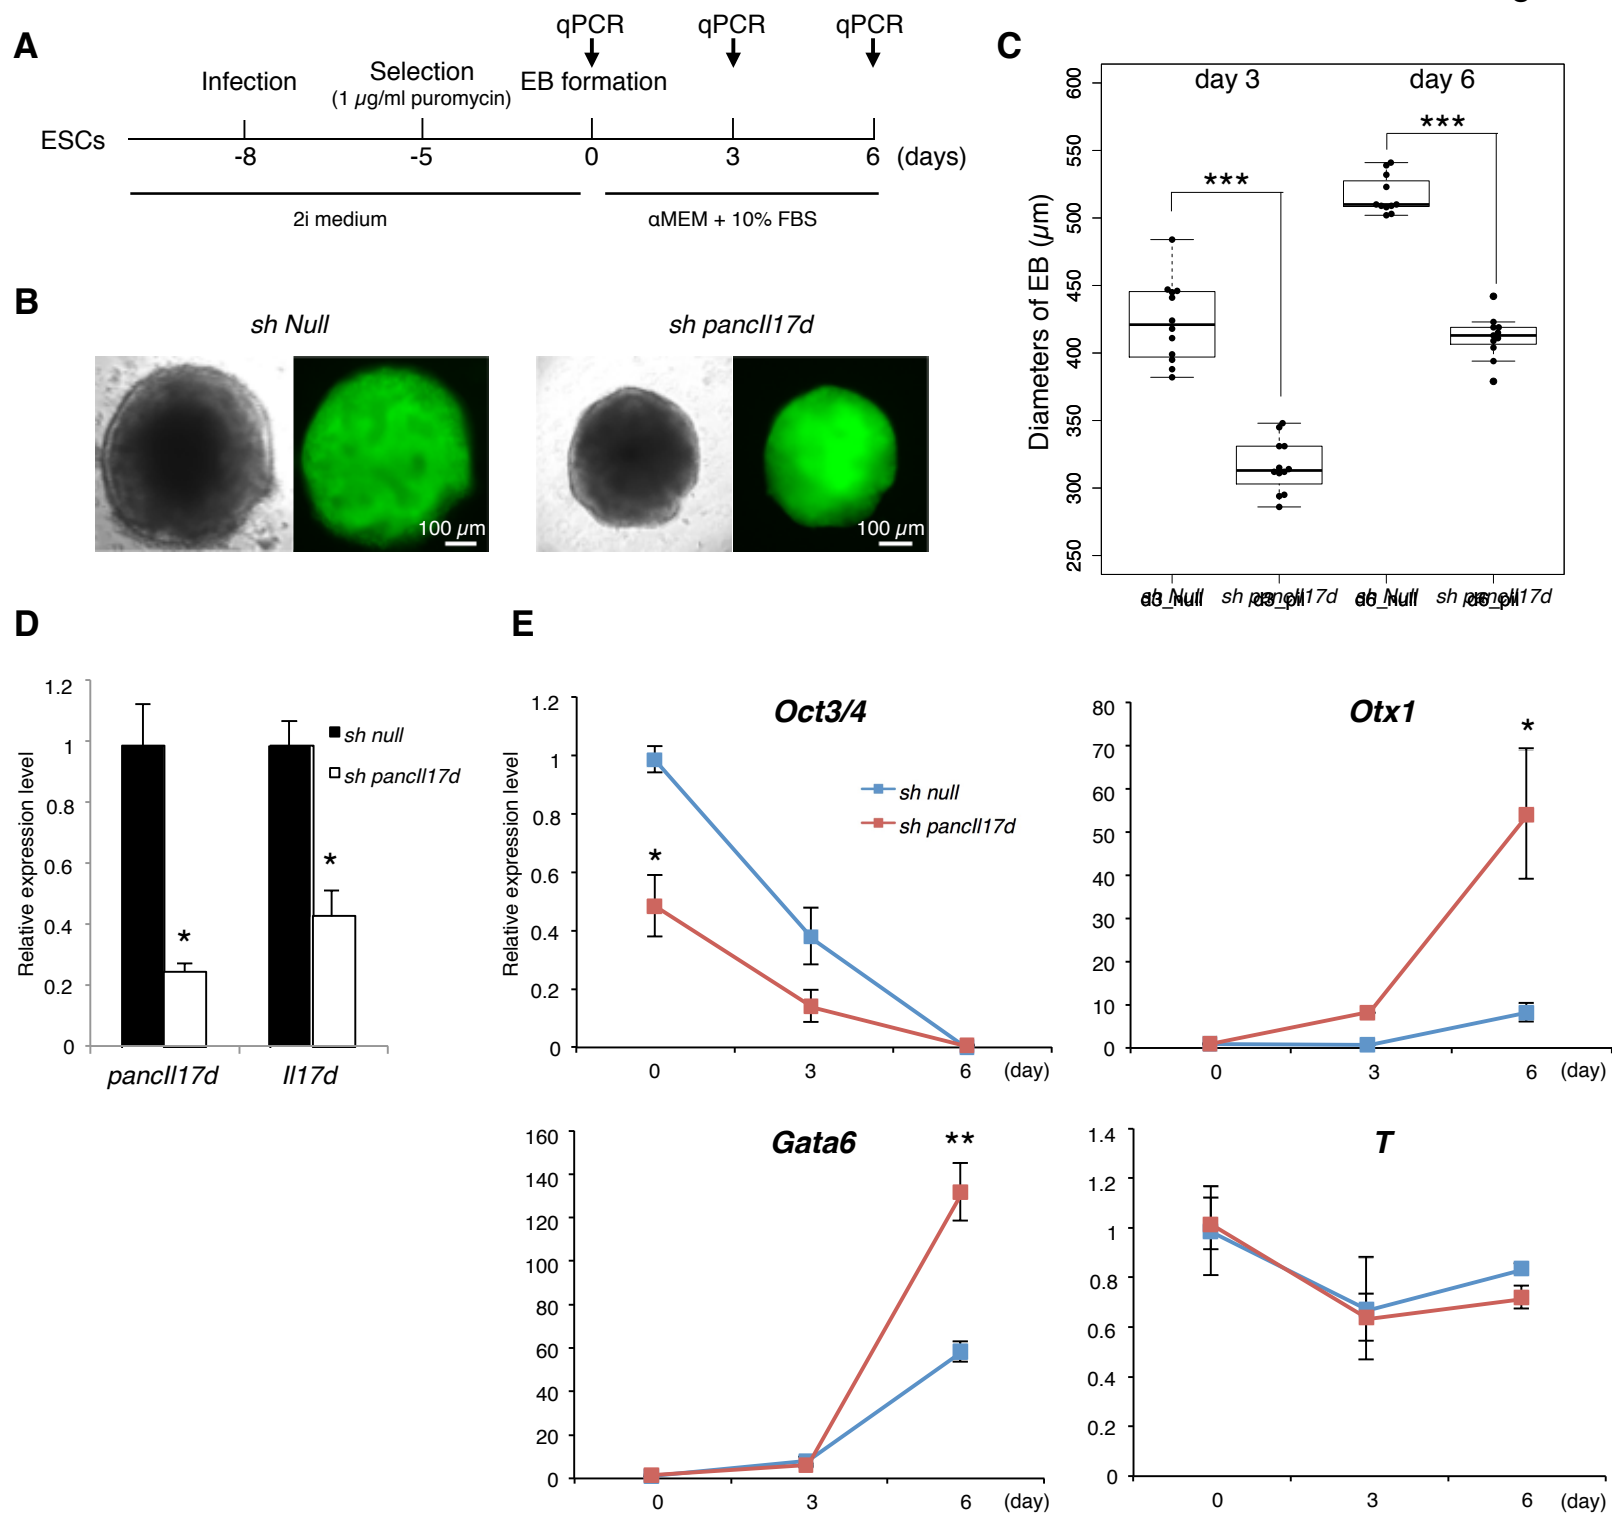 g
A
qPCR qPCR qPCR
Infection
Selection
(1 µg/ml puromycin)
EB formation
ESCs
-8 -5 0 3 6 (days)
2i medium
αMEM + 10% FBS
B
sh Null
sh pancIl17d
100 µm
100 µm
C
day 3 day 6
***
***
Diameters of EB (µm)
600
550
500
450
400
350
300
250
sh Null sh pancIl17d sh Null sh pancIl17d
d3_null d3_pil d6_null d6_pil
D
Relative expression level
1.2
1
0.8
0.6
0.4
0.2
0
sh null
sh pancIl17d
*
*
pancIl17d Il17d
E
Oct3/4
Relative expression level
1.2
1
0.8
0.6
0.4
0.2
0
sh null
sh pancIl17d
*
0 3 6 (day)
Otx1
80
70
60
50
40
30
20
10
0
*
0 3 6 (day)
Gata6
160
140
120
100
80
60
40
20
0
**
0 3 6 (day)
T
1.4
1.2
1
0.8
0.6
0.4
0.2
0
0 3 6 (day)